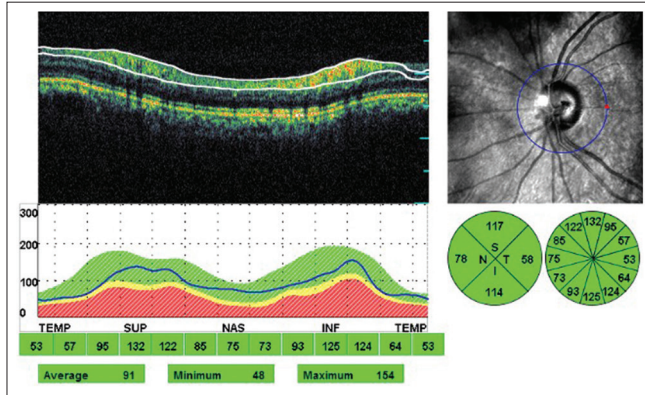 300
200
100
0
TEMP SUP NAS INF TEMP
53 57 95 132 122 85 75 73 93 125 124 64 53
Average 91 Minimum 48 Maximum 154
117
S
78 N T 58
I
114
132
122 95
85 57
75 53
73 64
93 124
125